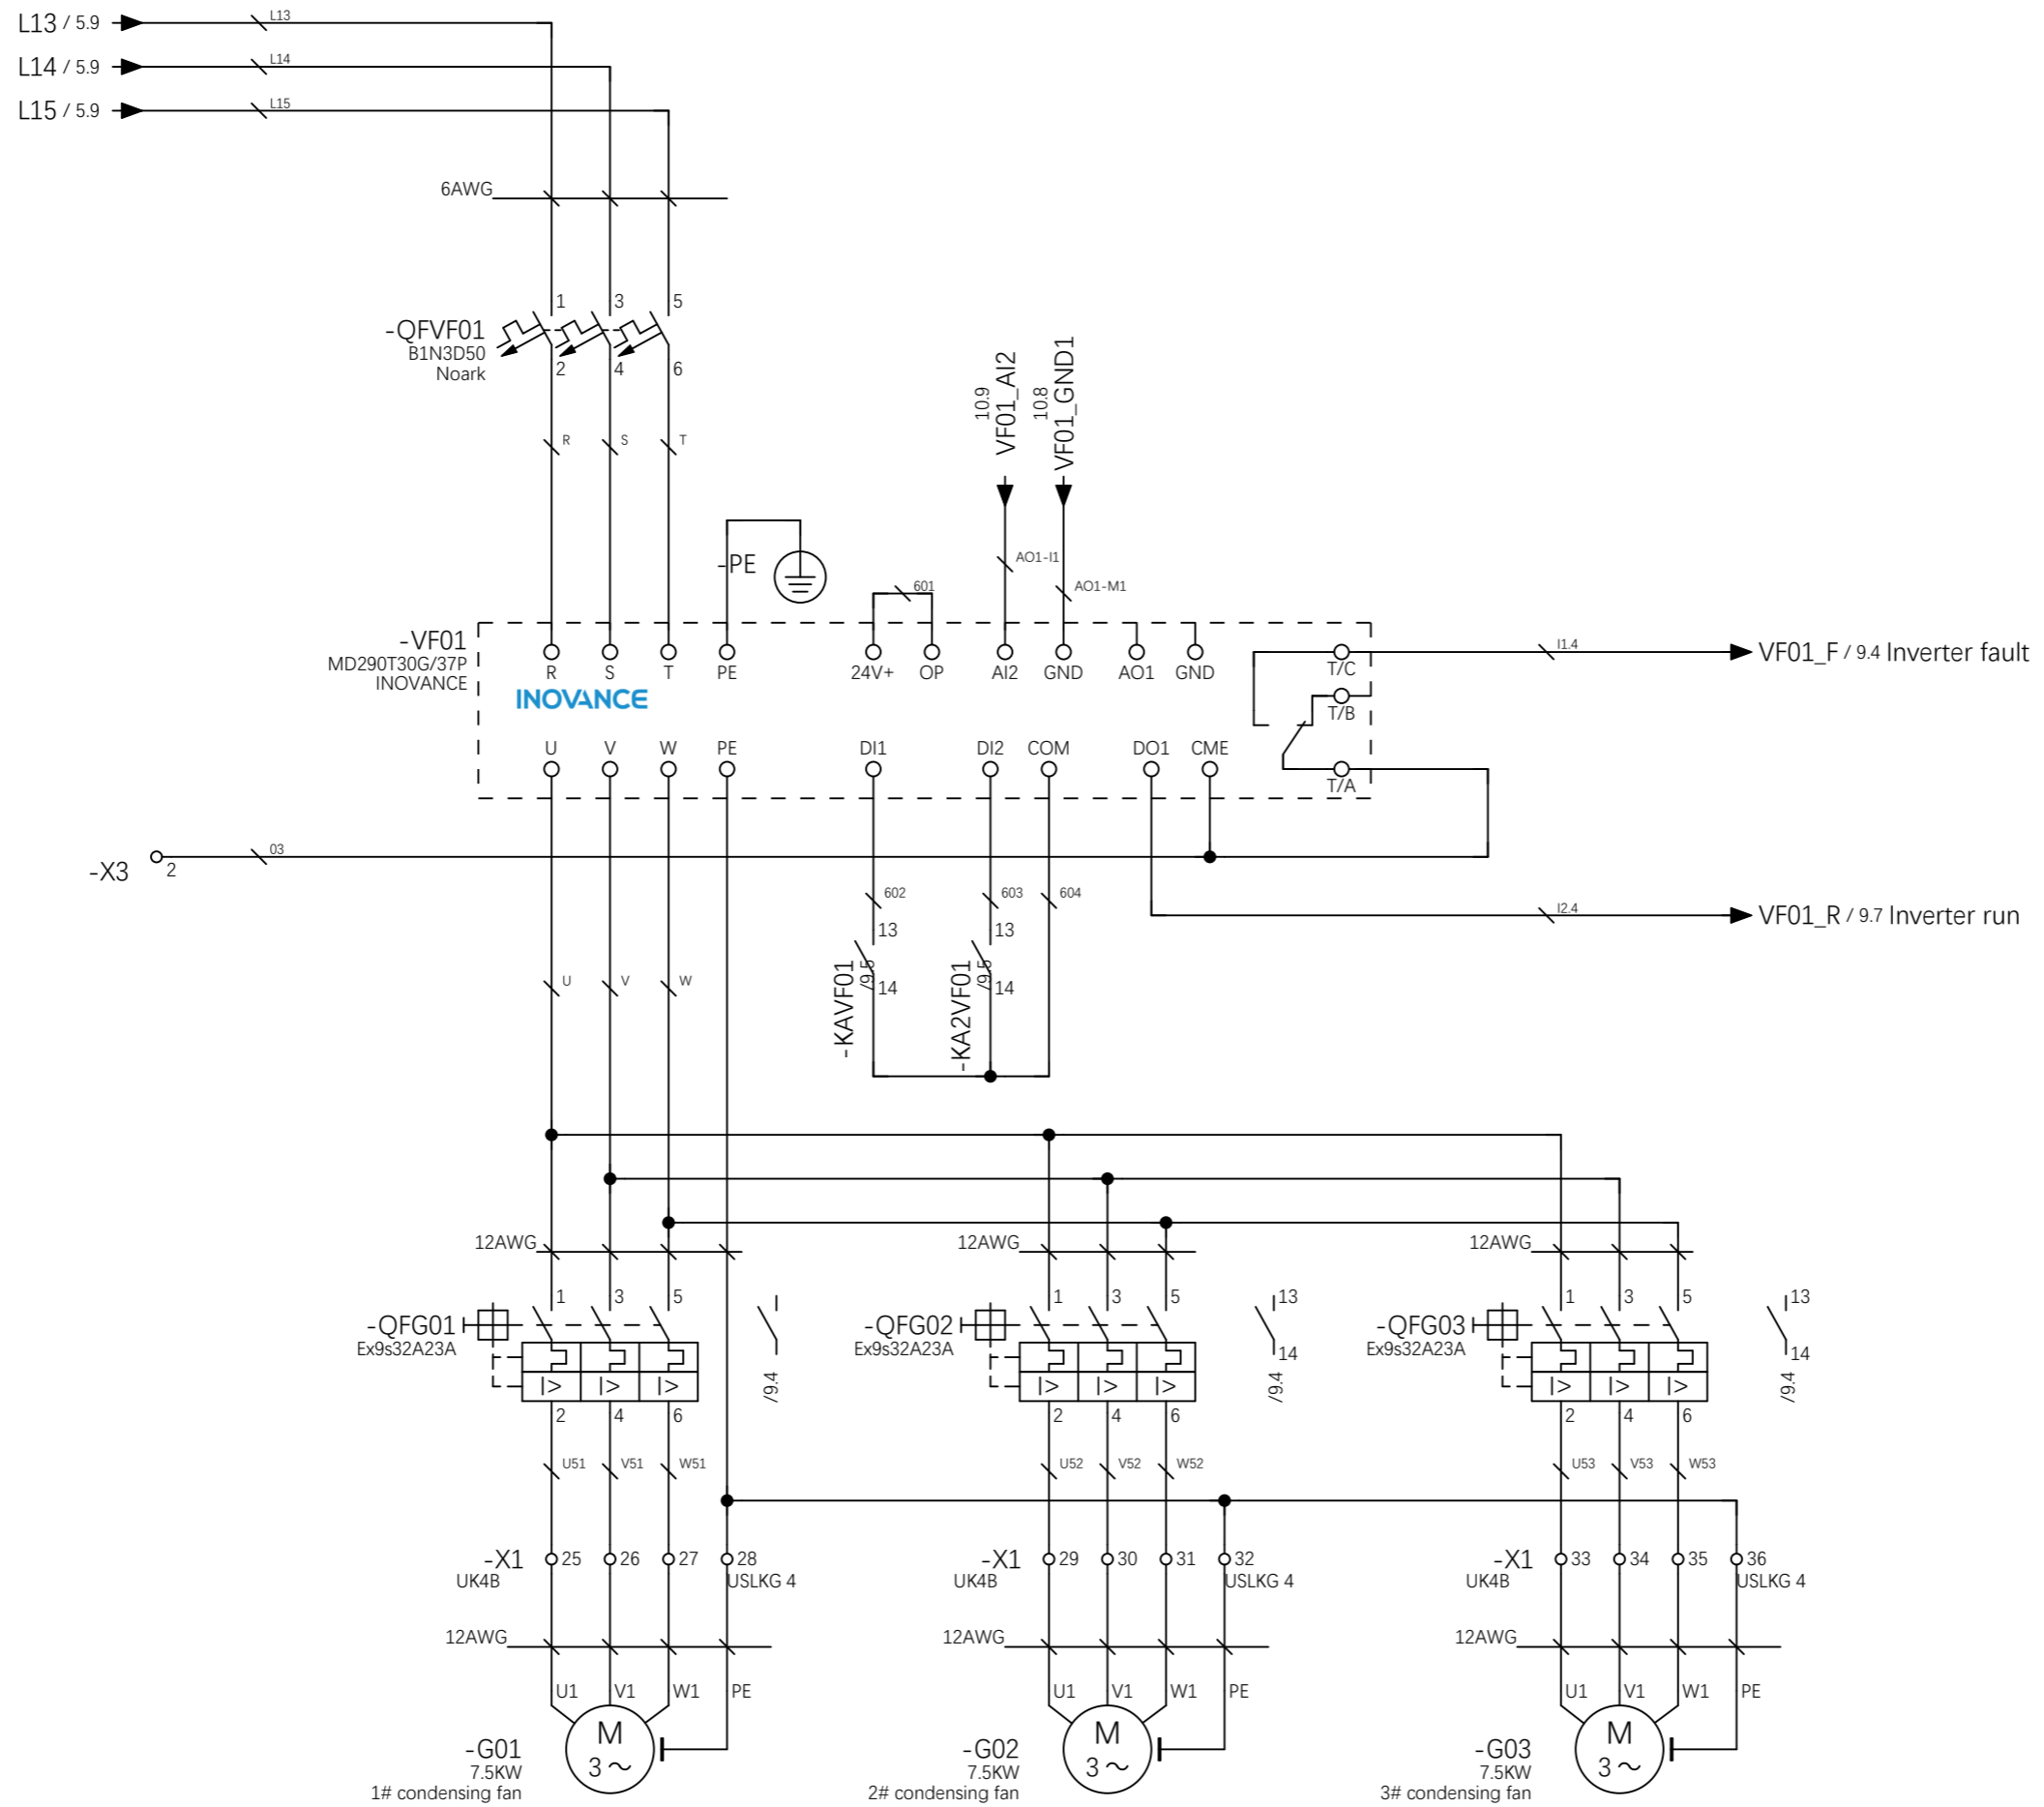 L13 / 5.9
L13
L14 / 5.9
L14
L15 / 5.9
L15
6AWG
-QFVF01
B1N3D50
Noark
1
3
5
2
4
6
R
S
T
10.9
VF01_AI2
10.8
VF01_GND1
-PE
601
AO1-I1
AO1-M1
-VF01
MD290T30G/37P
INOVANCE
R
S
T
PE
24V+
OP
AI2
GND
AO1
GND
T/C
T/B
T/A
INOVANCE
I1.4
VF01_F / 9.4 Inverter fault
U
V
W
PE
DI1
DI2
COM
DO1
CME
-X3
2
03
602
603
604
I2.4
VF01_R / 9.7 Inverter run
-KAVF01
/9.5
13
14
-KA2VF01
/9.5
13
14
U
V
W
12AWG
12AWG
12AWG
-QFG01
Ex9s32A23A
1
3
5
I>
I>
I>
2
4
6
/9.4
-QFG02
Ex9s32A23A
1
3
5
I>
I>
I>
2
4
6
13
14
/9.4
-QFG03
Ex9s32A23A
1
3
5
I>
I>
I>
2
4
6
13
14
/9.4
U51
V51
W51
U52
V52
W52
U53
V53
W53
-X1
UK4B
25
26
27
28
USLKG 4
-X1
UK4B
29
30
31
32
USLKG 4
-X1
UK4B
33
34
35
36
USLKG 4
12AWG
12AWG
12AWG
U1
V1
W1
PE
U1
V1
W1
PE
U1
V1
W1
PE
-G01
7.5KW
1# condensing fan
M
3~
-G02
7.5KW
2# condensing fan
M
3~
-G03
7.5KW
3# condensing fan
M
3~